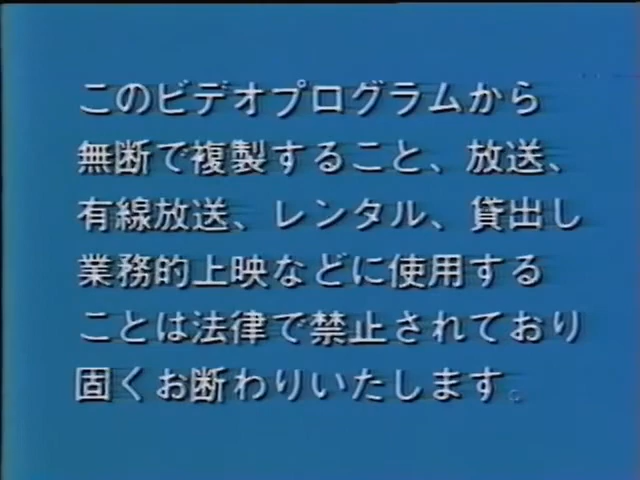 このビデオプログラムから
無断で複製すること、放送、
有線放送、レンタル、貸出し
業務的上映などに使用する
ことは法律で禁止されており
固くお断わりいたします。